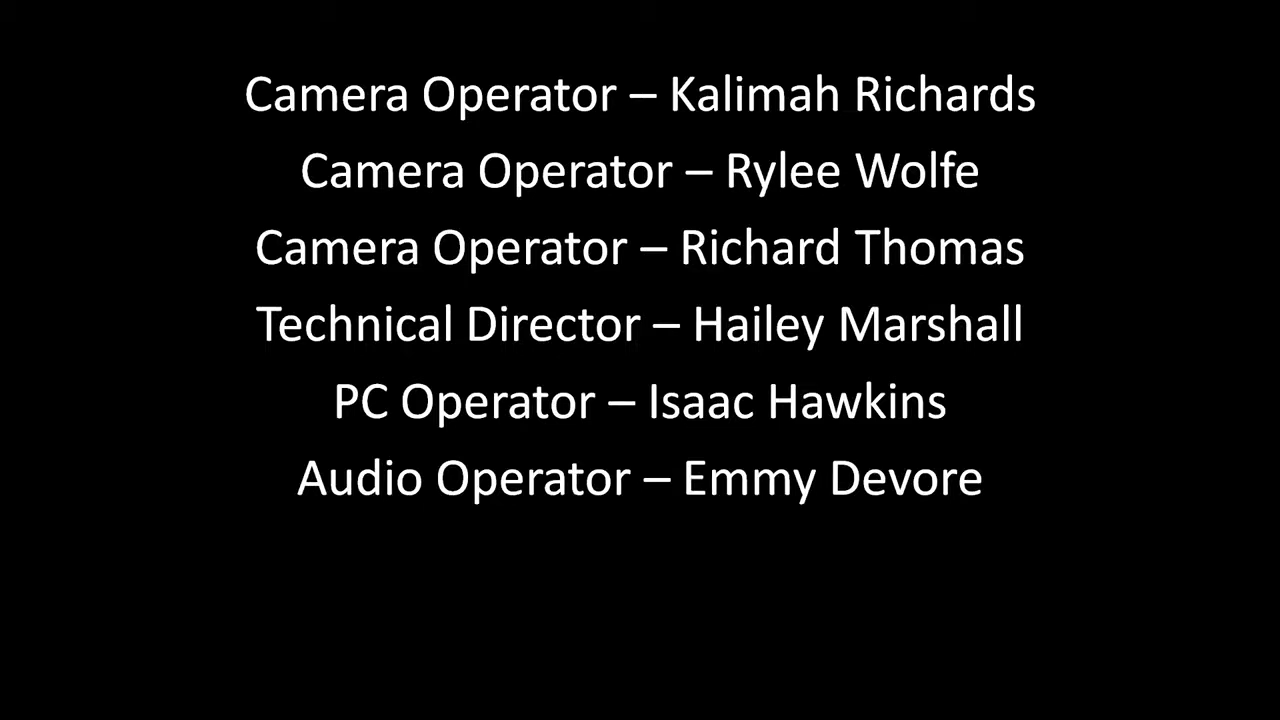 Camera Operator – Kalimah Richards
Camera Operator – Rylee Wolfe
Camera Operator – Richard Thomas
Technical Director – Hailey Marshall
PC Operator – Isaac Hawkins
Audio Operator – Emmy Devore